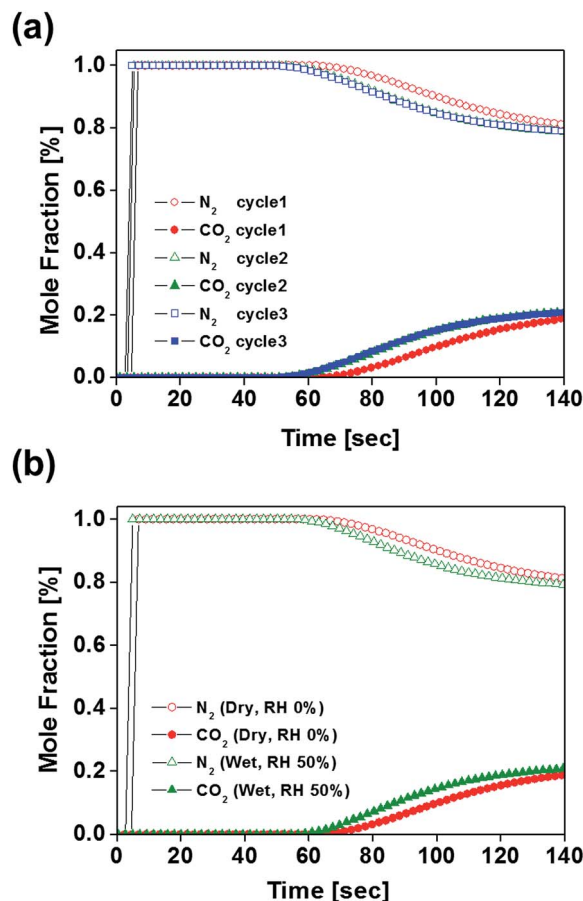 (a)
Mole Fraction [%]
1.0
0.8
0.6
0.4
0.2
0.0
N₂ cycle1
CO₂ cycle1
N₂ cycle2
CO₂ cycle2
N₂ cycle3
CO₂ cycle3
0 20 40 60 80 100 120 140
Time [sec]
(b)
Mole Fraction [%]
1.0
0.8
0.6
0.4
0.2
0.0
N₂ (Dry, RH 0%)
CO₂ (Dry, RH 0%)
N₂ (Wet, RH 50%)
CO₂ (Wet, RH 50%)
0 20 40 60 80 100 120 140
Time [sec]